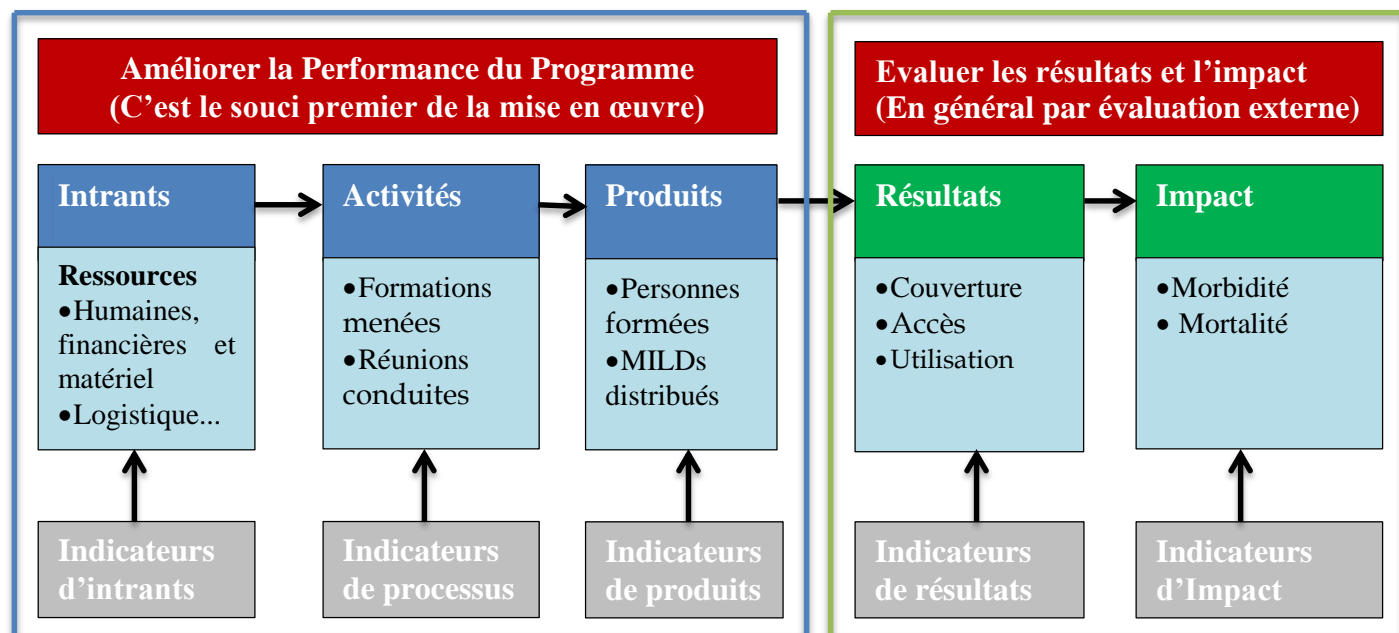 Améliorer la Performance du Programme
(C’est le souci premier de la mise en œuvre)
Evaluer les résultats et l’impact
(En général par évaluation externe)
Intrants
Ressources
•Humaines,
financières et
matériel
•Logistique...
Activités
•Formations
menées
•Réunions
conduites
Produits
•Personnes
formées
•MILDs
distribués
Résultats
•Couverture
•Accès
•Utilisation
Impact
•Morbidité
• Mortalité
Indicateurs
d’intrants
Indicateurs
de processus
Indicateurs
de produits
Indicateurs
de résultats
Indicateurs
d’Impact